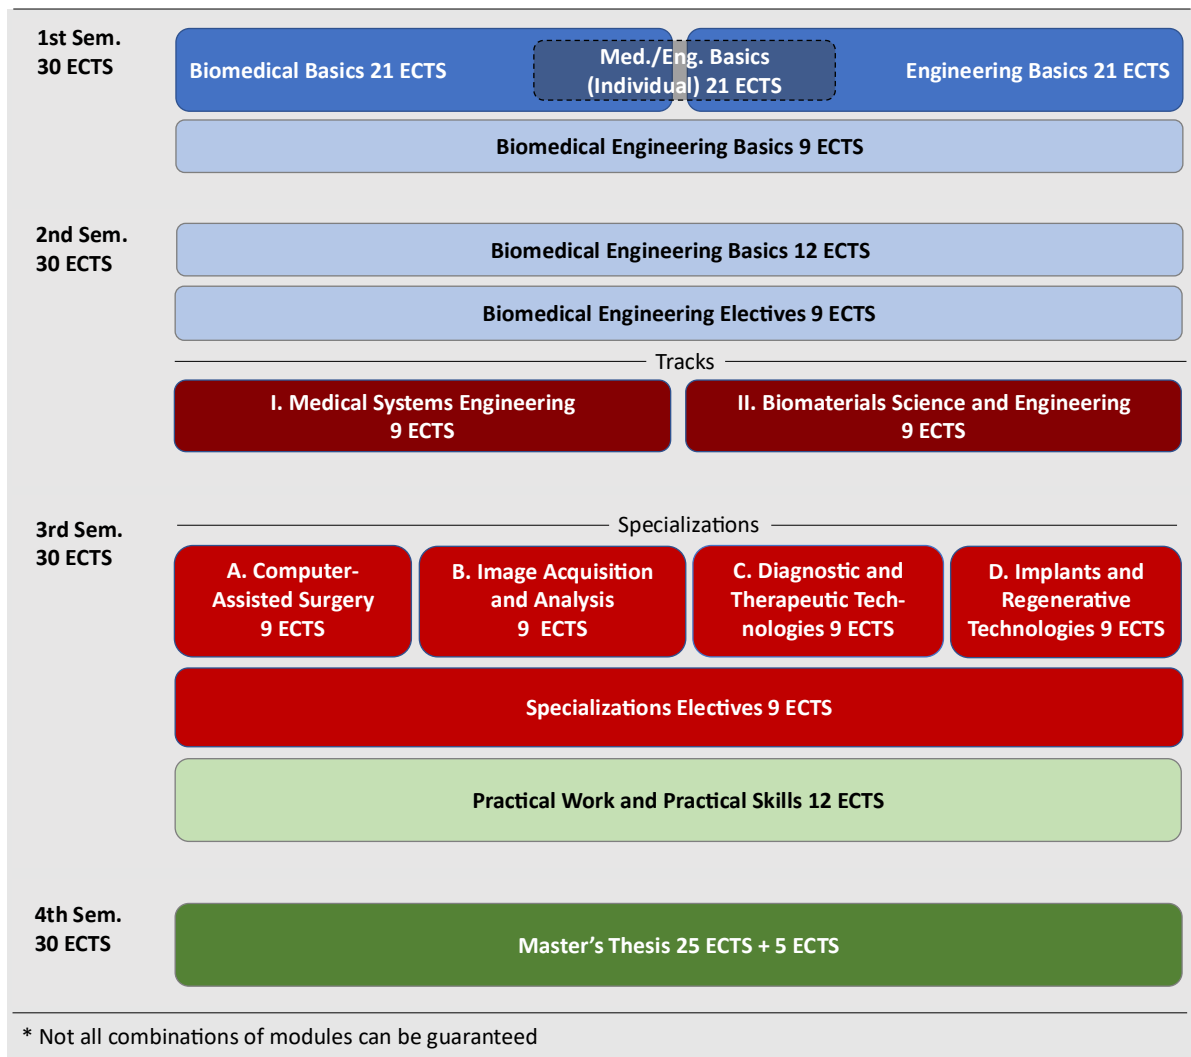 1st Sem.
30 ECTS
Biomedical Basics 21 ECTS
Med./Eng. Basics
(Individual) 21 ECTS
Engineering Basics 21 ECTS
Biomedical Engineering Basics 9 ECTS
2nd Sem.
30 ECTS
Biomedical Engineering Basics 12 ECTS
Biomedical Engineering Electives 9 ECTS
Tracks
I. Medical Systems Engineering
9 ECTS
II. Biomaterials Science and Engineering
9 ECTS
3rd Sem.
30 ECTS
Specializations
A. Computer-
Assisted Surgery
9 ECTS
B. Image Acquisition
and Analysis
9 ECTS
C. Diagnostic and
Therapeutic Tech-
nologies 9 ECTS
D. Implants and
Regenerative
Technologies 9 ECTS
Specializations Electives 9 ECTS
Practical Work and Practical Skills 12 ECTS
4th Sem.
30 ECTS
Master’s Thesis 25 ECTS + 5 ECTS
* Not all combinations of modules can be guaranteed